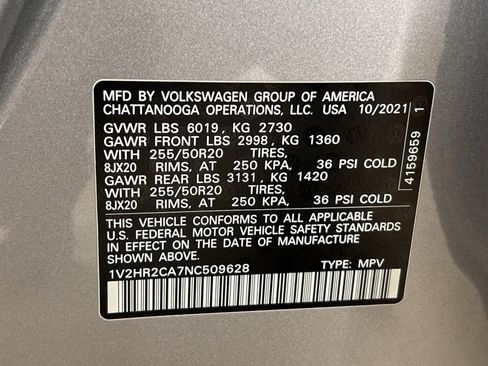 MFD BY VOLKSWAGEN GROUP OF AMERICA
CHATTANOOGA OPERATIONS, LLC. USA 10/2021
GVWR LBS 6019, KG 2730
GAWR FRONT LBS 2998, KG 1360
WITH 255/50R20 TIRES,
8JX20 RIMS, AT 250 KPA, 36 PSI COLD
GAWR REAR LBS 3131, KG 1420
WITH 255/50R20 TIRES,
8JX20 RIMS, AT 250 KPA, 36 PSI COLD
THIS VEHICLE CONFORMS TO ALL APPLICABLE
U.S. FEDERAL MOTOR VEHICLE SAFETY STANDARDS
IN EFFECT ON THE DATE OF MANUFACTURE
SHOWN ABOVE.
1V2HR2CA7NC509628 TYPE: MPV
4159659 1